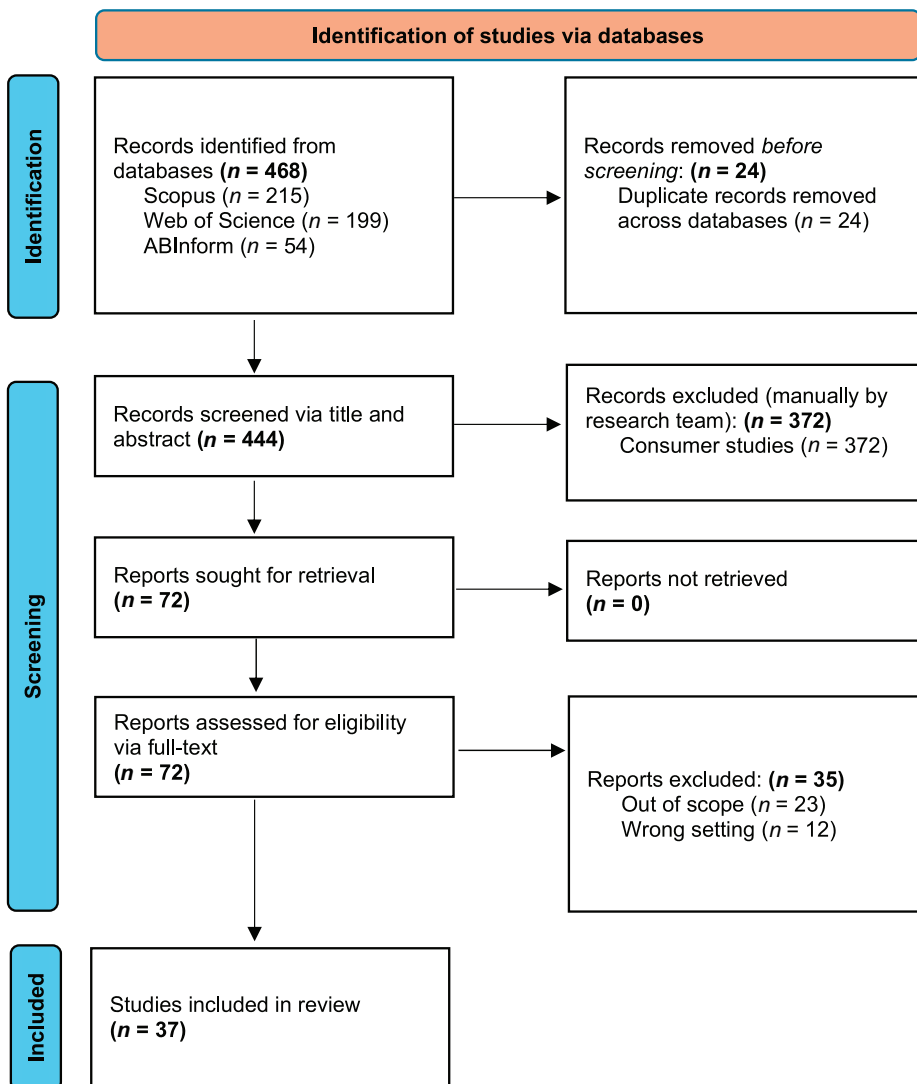 Identification of studies via databases
Identification
Records identified from
databases (n = 468)
Scopus (n = 215)
Web of Science (n = 199)
ABInform (n = 54)
Records removed before
screening: (n = 24)
Duplicate records removed
across databases (n = 24)
Screening
Records screened via title and
abstract (n = 444)
Records excluded (manually by
research team): (n = 372)
Consumer studies (n = 372)
Reports sought for retrieval
(n = 72)
Reports not retrieved
(n = 0)
Reports assessed for eligibility
via full-text
(n = 72)
Reports excluded: (n = 35)
Out of scope (n = 23)
Wrong setting (n = 12)
Included
Studies included in review
(n = 37)